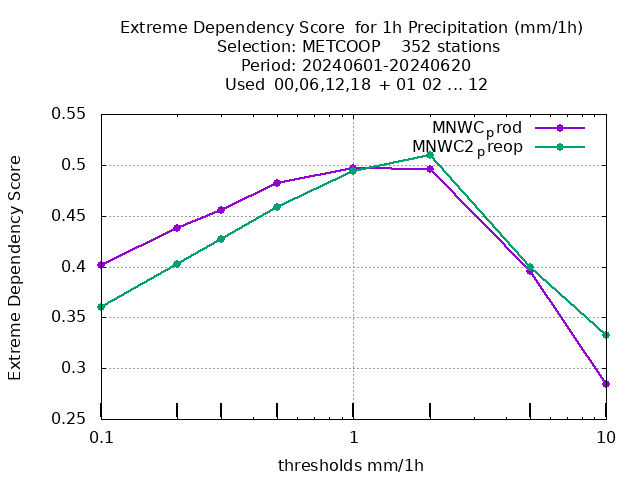 Extreme Dependency Score  for 1h Precipitation (mm/1h)
Selection: METCOOP    352 stations
Period: 20240601-20240620
Used  00,06,12,18 + 01 02 ... 12
MNWCprod
MNWC2preop
Extreme Dependency Score
0.55
0.5
0.45
0.4
0.35
0.3
0.25
0.1
1
10
thresholds mm/1h